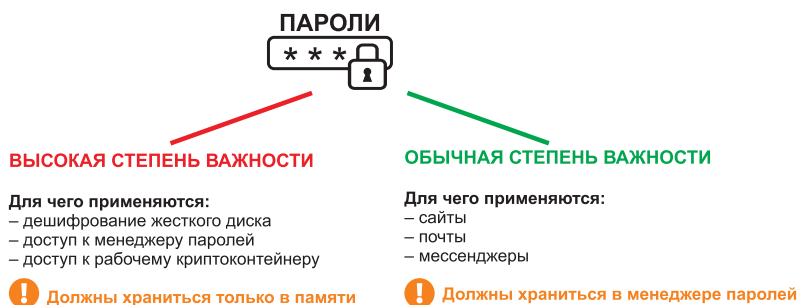 ПАРОЛИ
***
ВЫСОКАЯ СТЕПЕНЬ ВАЖНОСТИ
Для чего применяются:
– дешифрование жесткого диска
– доступ к менеджеру паролей
– доступ к рабочему криптоконтейнеру
! Должны храниться только в памяти
ОБЫЧНАЯ СТЕПЕНЬ ВАЖНОСТИ
Для чего применяются:
– сайты
– почты
– мессенджеры
! Должны храниться в менеджере паролей